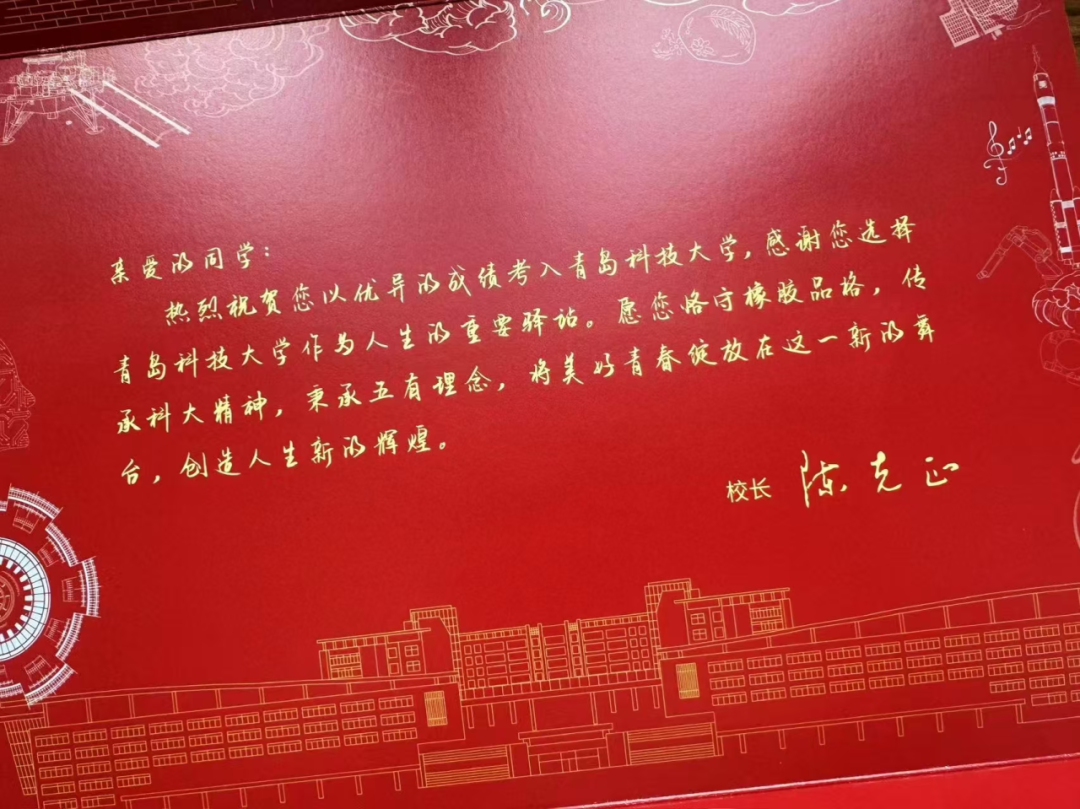 亲爱的同学：
热烈祝贺您以优异的成绩考入青岛科技大学，感谢您选择
青岛科技大学作为人生的重要驿站。愿您恪守橡胶品格，传
承科大精神，秉承五有理念，将美好青春绽放在这一新的舞
台，创造人生新的辉煌。
校长 陈克正